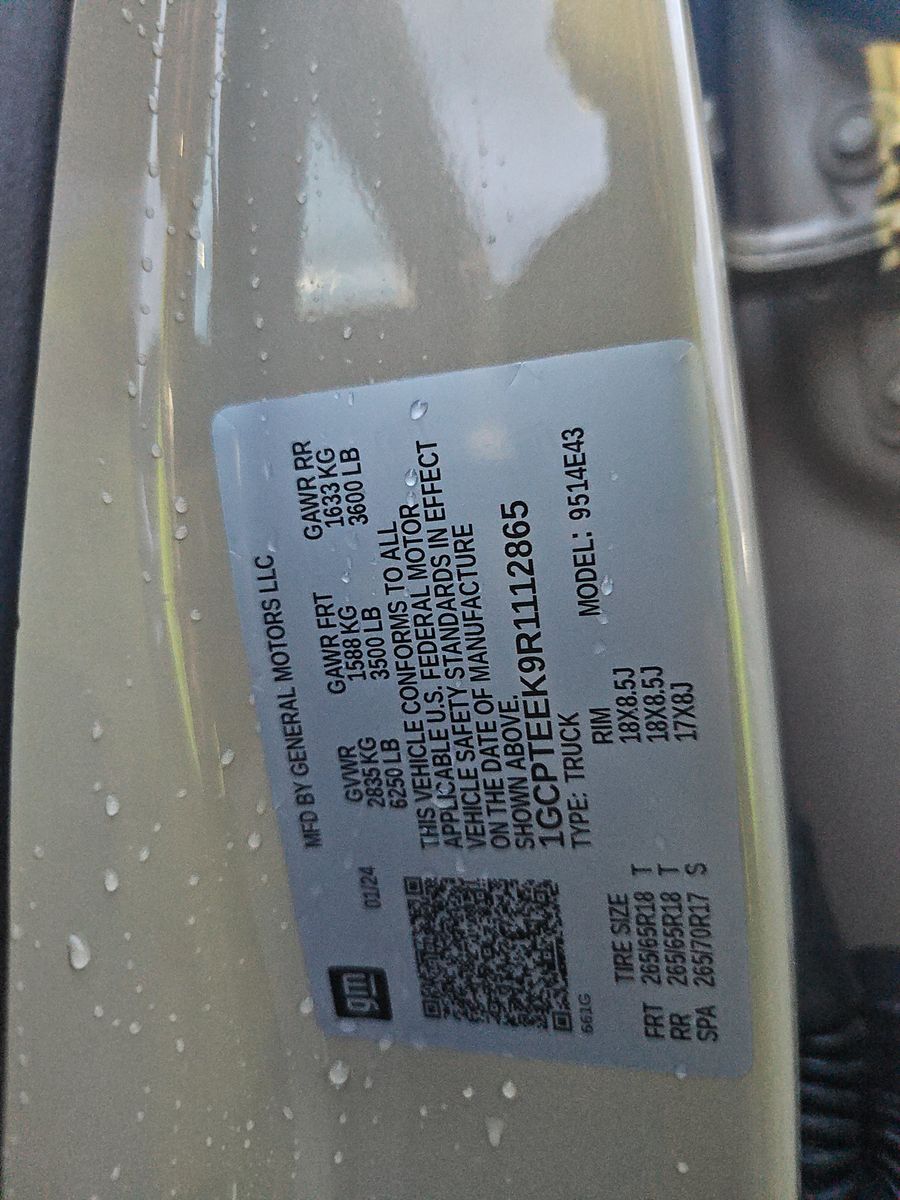 gm
01/24
MFD BY GENERAL MOTORS LLC
GVWR GAWR FRT GAWR RR
2835 KG 1588 KG 1633 KG
6250 LB 3500 LB 3600 LB
THIS VEHICLE CONFORMS TO ALL
APPLICABLE U.S. FEDERAL MOTOR
VEHICLE SAFETY STANDARDS IN EFFECT
ON THE DATE OF MANUFACTURE
SHOWN ABOVE.
1GCPTEEK9R1112865
TYPE: TRUCK MODEL: 9514E43
661G
TIRE SIZE RIM
FRT 265/65R18 T 18X8.5J
RR 265/65R18 T 18X8.5J
SPA 265/70R17 S 17X8J